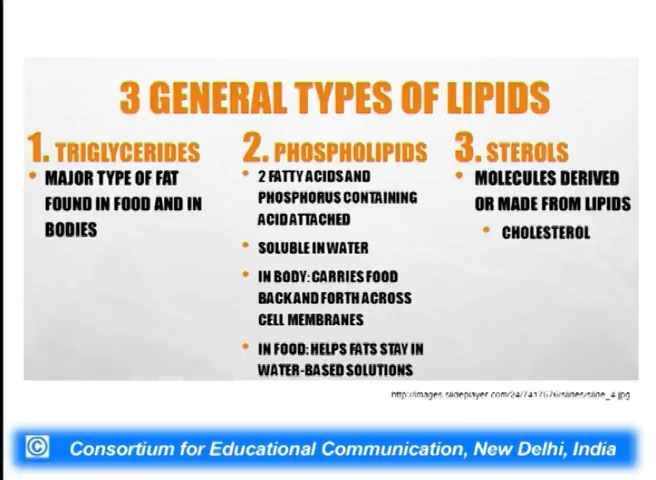 3 GENERAL TYPES OF LIPIDS
1. TRIGLYCERIDES
• MAJOR TYPE OF FAT
FOUND IN FOOD AND IN
BODIES
2. PHOSPHOLIPIDS
• 2 FATTY ACIDS AND
PHOSPHORUS CONTAINING
ACID ATTACHED
• SOLUBLE IN WATER
• IN BODY: CARRIES FOOD
BACK AND FORTH ACROSS
CELL MEMBRANES
• IN FOOD: HELPS FATS STAY IN
WATER-BASED SOLUTIONS
3. STEROLS
• MOLECULES DERIVED
OR MADE FROM LIPIDS
• CHOLESTEROL
© Consortium for Educational Communication, New Delhi, India